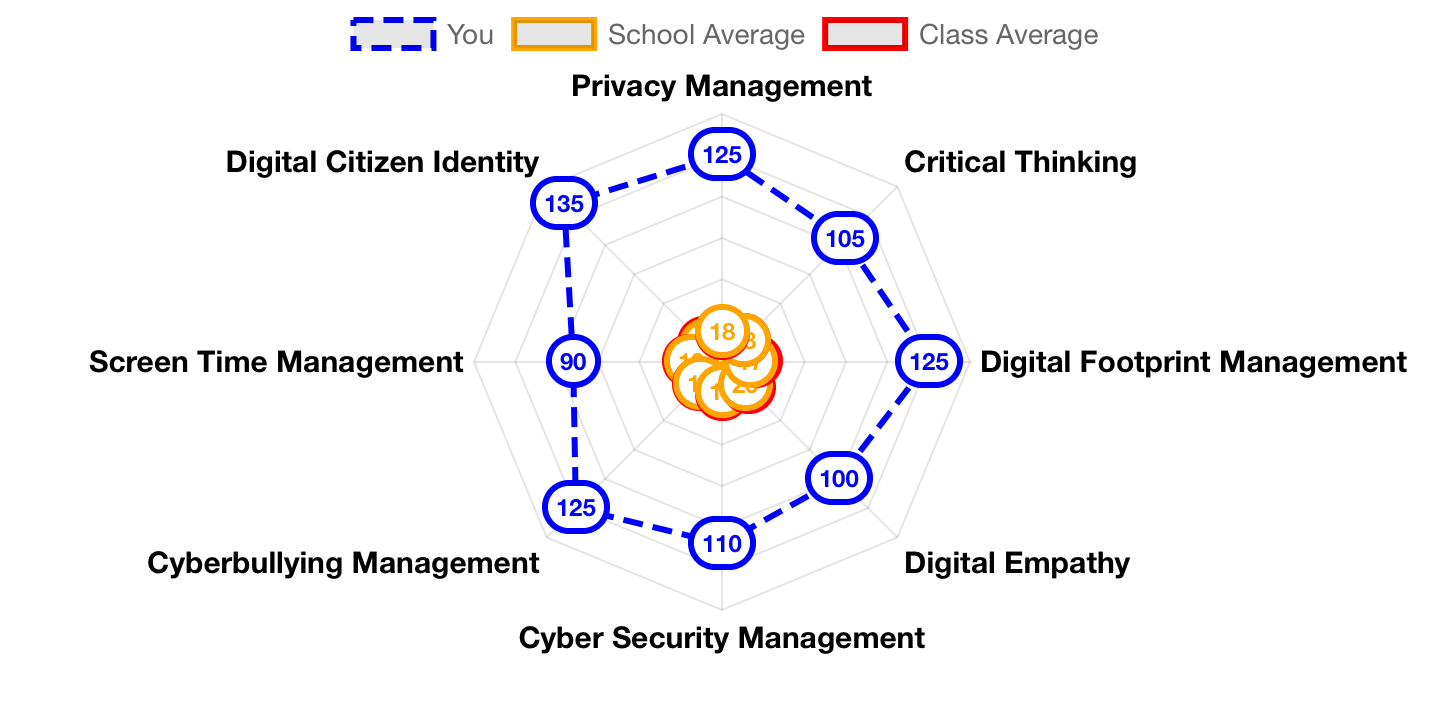 You School Average Class Average
Privacy Management
Digital Citizen Identity
Critical Thinking
125
135
105
18
Screen Time Management
90
125
Digital Footprint Management
100
125
110
Cyberbullying Management
Digital Empathy
Cyber Security Management